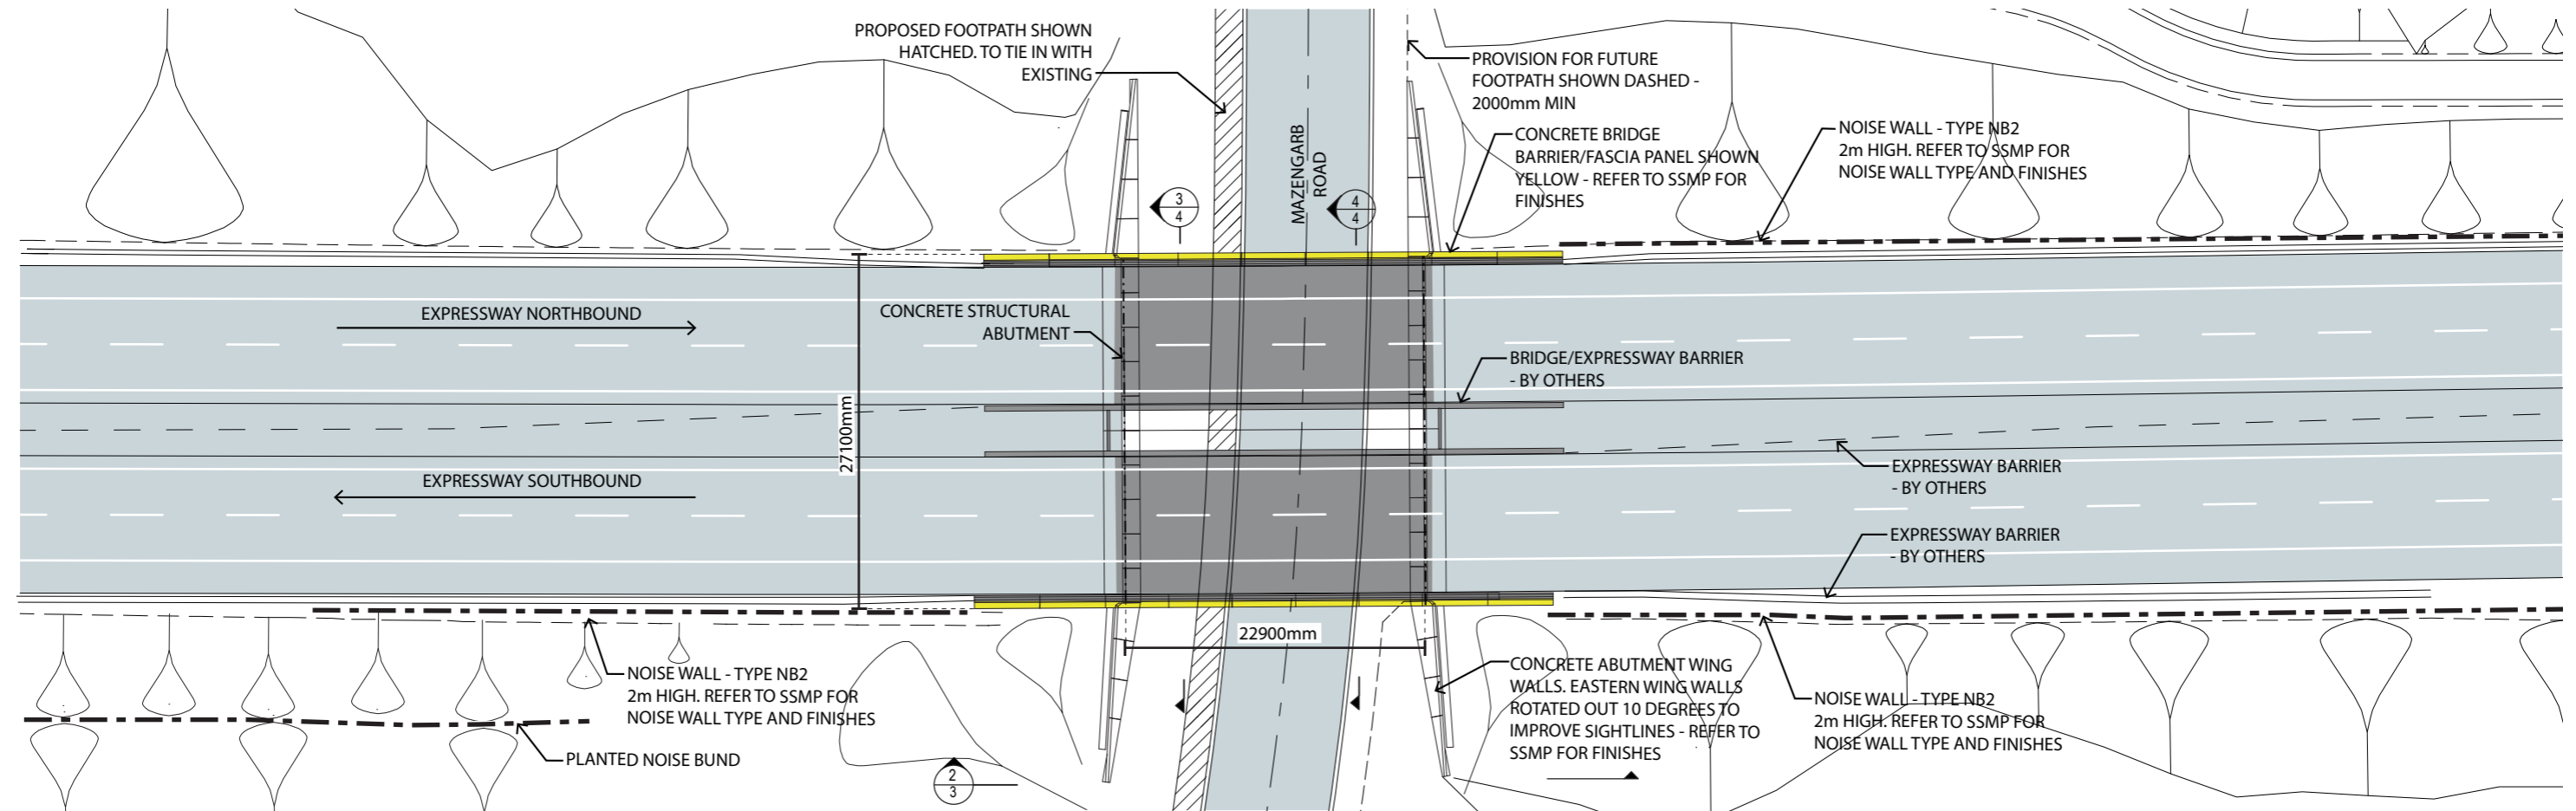 PROPOSED FOOTPATH SHOWN
HATCHED. TO TIE IN WITH
EXISTING
PROVISION FOR FUTURE
FOOTPATH SHOWN DASHED -
2000mm MIN
CONCRETE BRIDGE
BARRIER/FASCIA PANEL SHOWN
YELLOW - REFER TO SSMP FOR
FINISHES
NOISE WALL - TYPE NB2
2m HIGH. REFER TO SSMP FOR
NOISE WALL TYPE AND FINISHES
MAZENGARB
ROAD
3
4
4
4
EXPRESSWAY NORTHBOUND
CONCRETE STRUCTURAL
ABUTMENT
BRIDGE/EXPRESSWAY BARRIER
- BY OTHERS
27100mm
EXPRESSWAY SOUTHBOUND
EXPRESSWAY BARRIER
- BY OTHERS
EXPRESSWAY BARRIER
- BY OTHERS
22900mm
NOISE WALL - TYPE NB2
2m HIGH. REFER TO SSMP FOR
NOISE WALL TYPE AND FINISHES
PLANTED NOISE BUND
CONCRETE ABUTMENT WING
WALLS. EASTERN WING WALLS
ROTATED OUT 10 DEGREES TO
IMPROVE SIGHTLINES - REFER TO
SSMP FOR FINISHES
NOISE WALL - TYPE NB2
2m HIGH. REFER TO SSMP FOR
NOISE WALL TYPE AND FINISHES
2
3